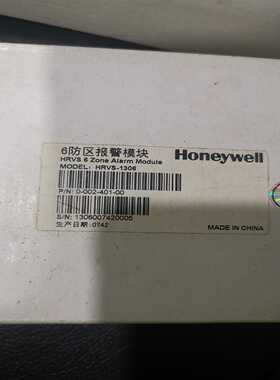 6防区报警模块
HRVS 6 Zone Alarm Module
MODEL: HRVS-1306
Honeywell
P/N: 0-002-401-00
S/N: 1306007420005
生产日期: 0742
MADE IN CHINA